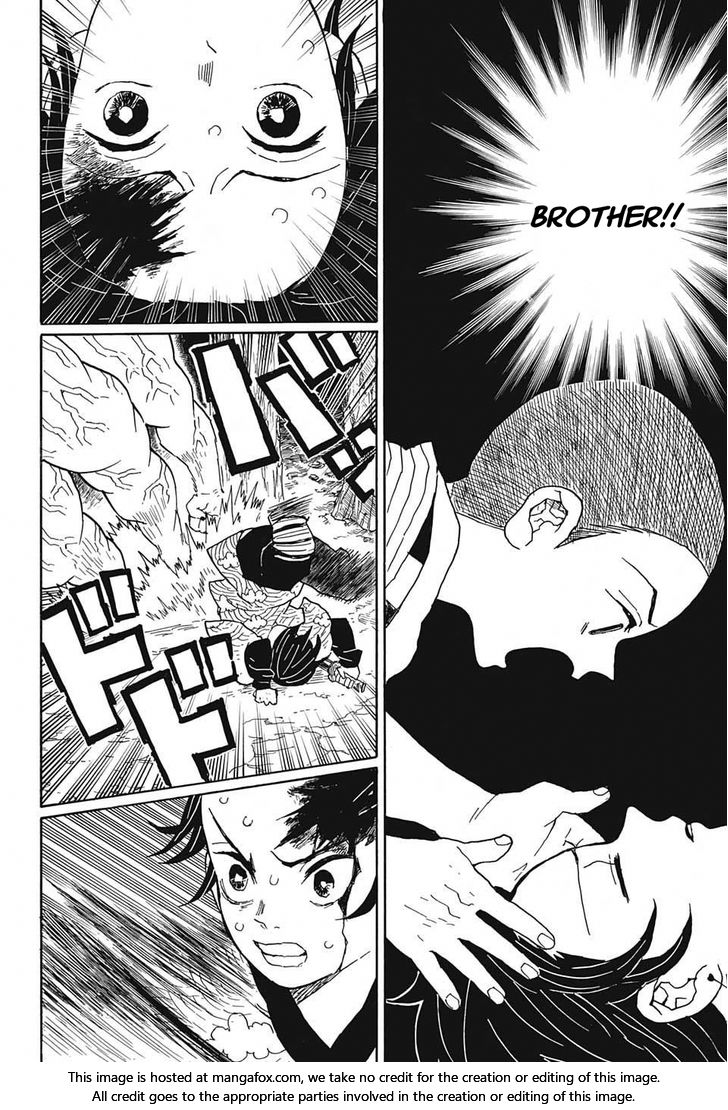 BROTHER!!
バババ
ドドドド
This image is hosted at mangafox.com, we take no credit for the creation or editing of this image.
All credit goes to the appropriate parties involved in the creation or editing of this image.